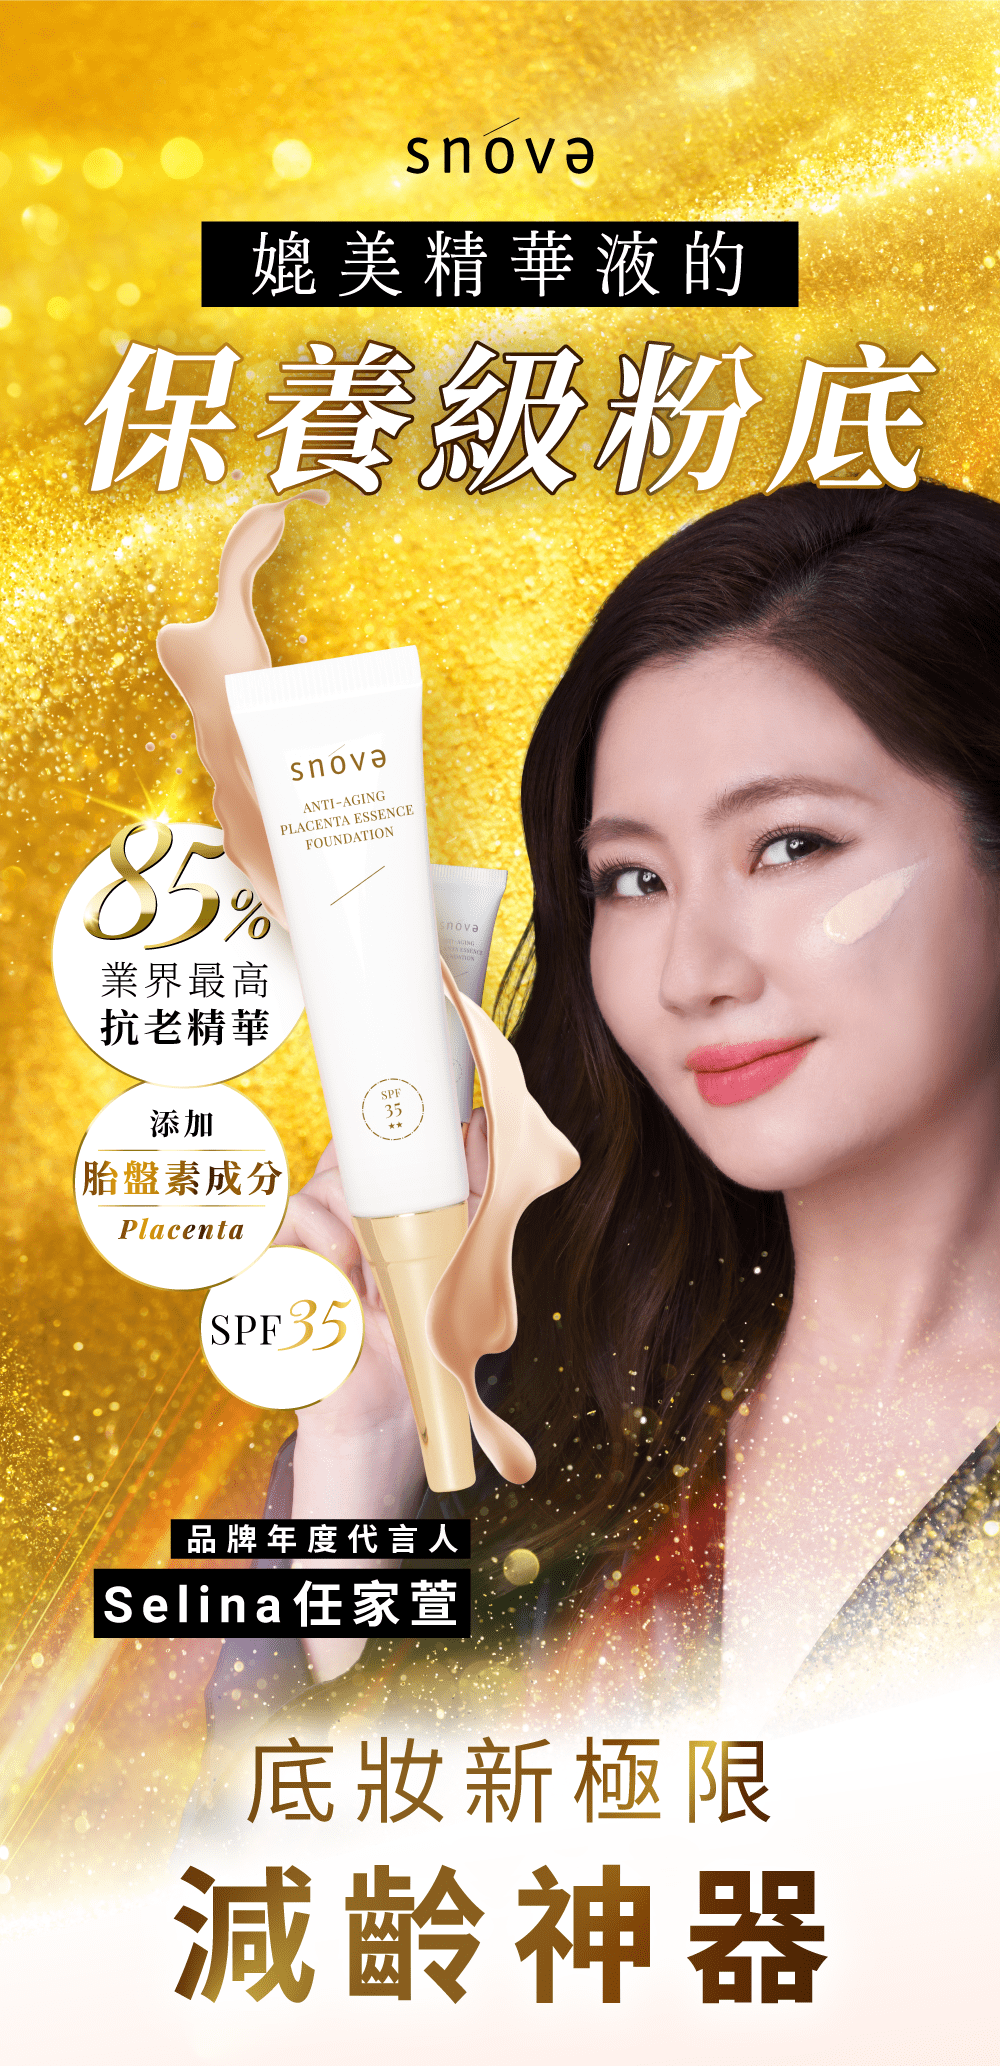 snova
媲美精華液的
保養級粉底
snova
ANTI-AGING
PLACENTA ESSENCE
FOUNDATION
85%
業界最高
抗老精華
snova
SPF
35
★★
添加
胎盤素成分
Placenta
SPF35
品牌年度代言人
Selina任家萱
底妝新極限
減齡神器